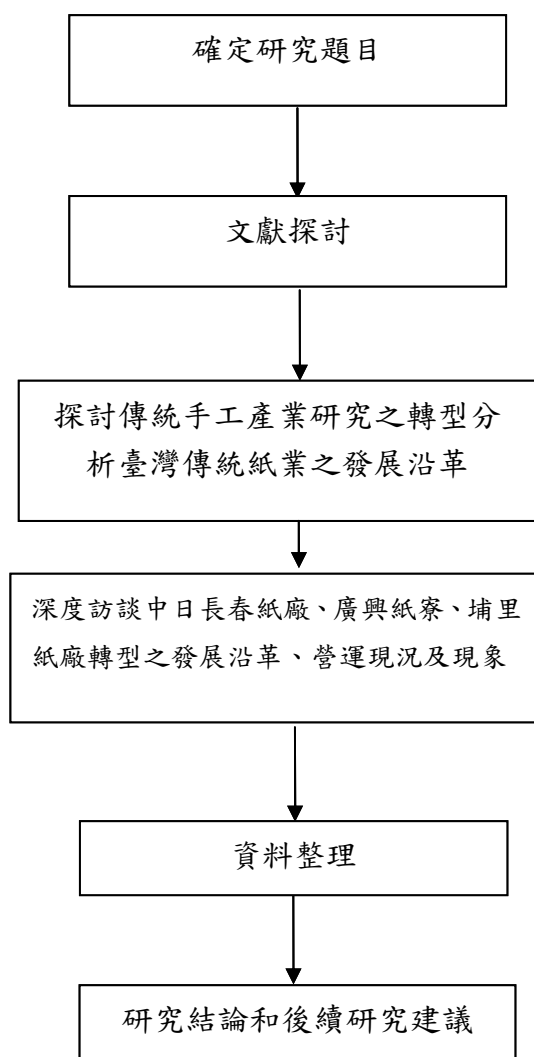 確定研究題目
文獻探討
探討傳統手工產業研究之轉型分
析臺灣傳統紙業之發展沿革
深度訪談中日長春紙廠、廣興紙寮、埔里
紙廠轉型之發展沿革、營運現況及現象
資料整理
研究結論和後續研究建議